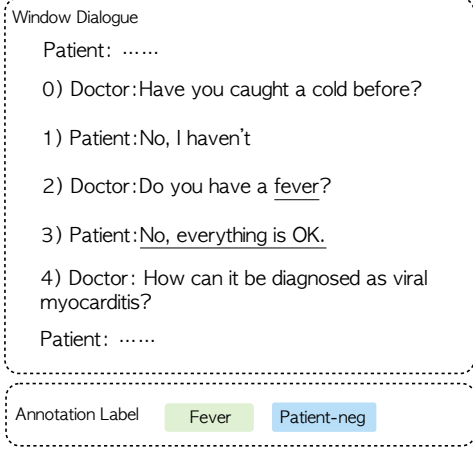 Window Dialogue
Patient: ……
0) Doctor:Have you caught a cold before?
1) Patient:No, I haven't
2) Doctor:Do you have a fever?
3) Patient:No, everything is OK.
4) Doctor: How can it be diagnosed as viral
myocarditis?
Patient: ……
Annotation Label Fever Patient-neg